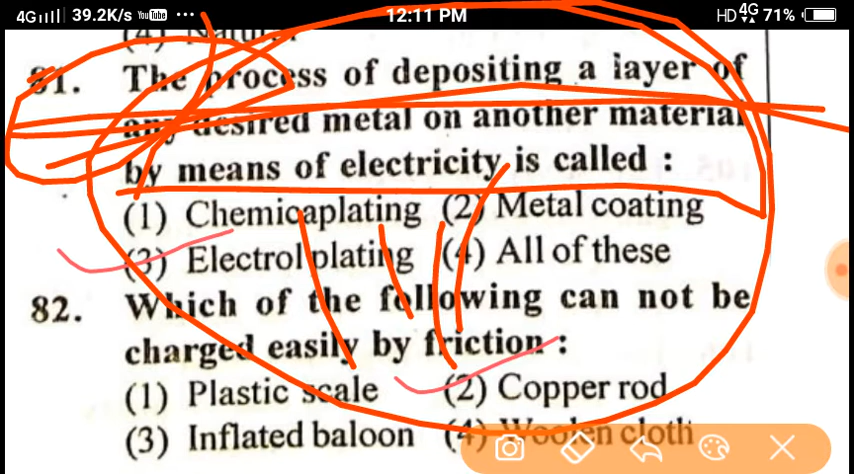 4G 39.2K/s YouTube ••• 12:11 PM HD 4G 71%
(4)
81. The process of depositing a layer of
any desired metal on another material
by means of electricity is called :
(1) Chemicaplating (2) Metal coating
(3) Electrol plating (4) All of these
82. Which of the following can not be
charged easily by friction :
(1) Plastic scale (2) Copper rod
(3) Inflated baloon (4) Woolen cloth